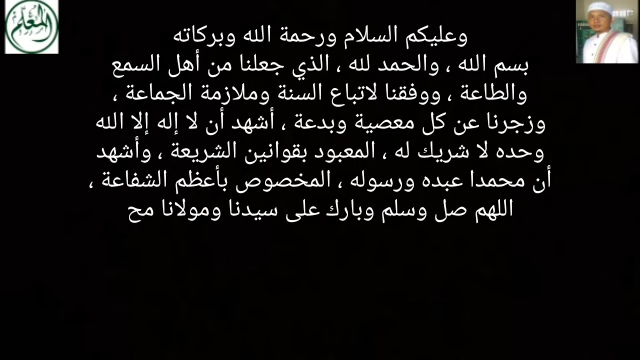 المعلم
وعليكم السلام ورحمة الله وبركاته
بسم الله ، والحمد لله ، الذي جعلنا من أهل السمع
والطاعة ، ووفقنا لاتباع السنة وملازمة الجماعة ،
وزجرنا عن كل معصية وبدعة ، أشهد أن لا إله إلا الله
وحده لا شريك له ، المعبود بقوانين الشريعة ، وأشهد
أن محمدا عبده ورسوله ، المخصوص بأعظم الشفاعة ،
اللهم صل وسلم وبارك على سيدنا ومولانا مح